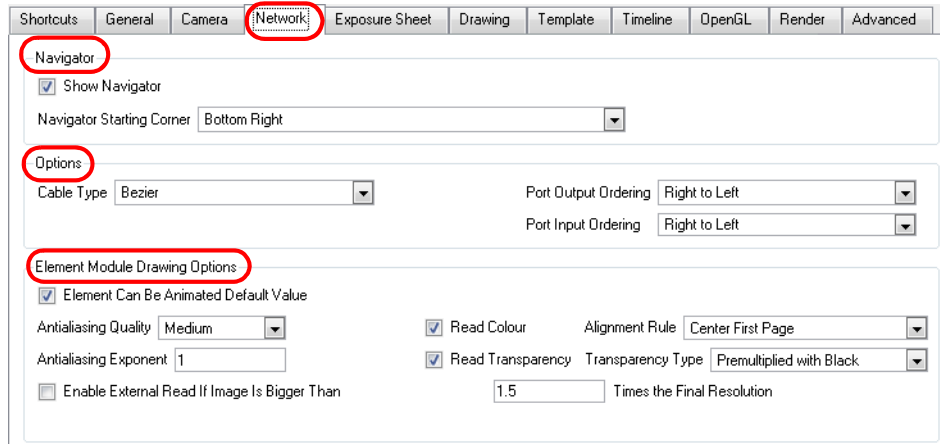 Shortcuts General Camera Network Exposure Sheet Drawing Template Timeline OpenGL Render Advanced
Navigator
Show Navigator
Navigator Starting Corner Bottom Right
Options
Cable Type Bezier Port Output Ordering Right to Left
Port Input Ordering Right to Left
Element Module Drawing Options
Element Can Be Animated Default Value
Antialiasing Quality Medium Read Colour Alignment Rule Center First Page
Antialiasing Exponent 1 Read Transparency Transparency Type Premultiplied with Black
Enable External Read If Image Is Bigger Than 1.5 Times the Final Resolution